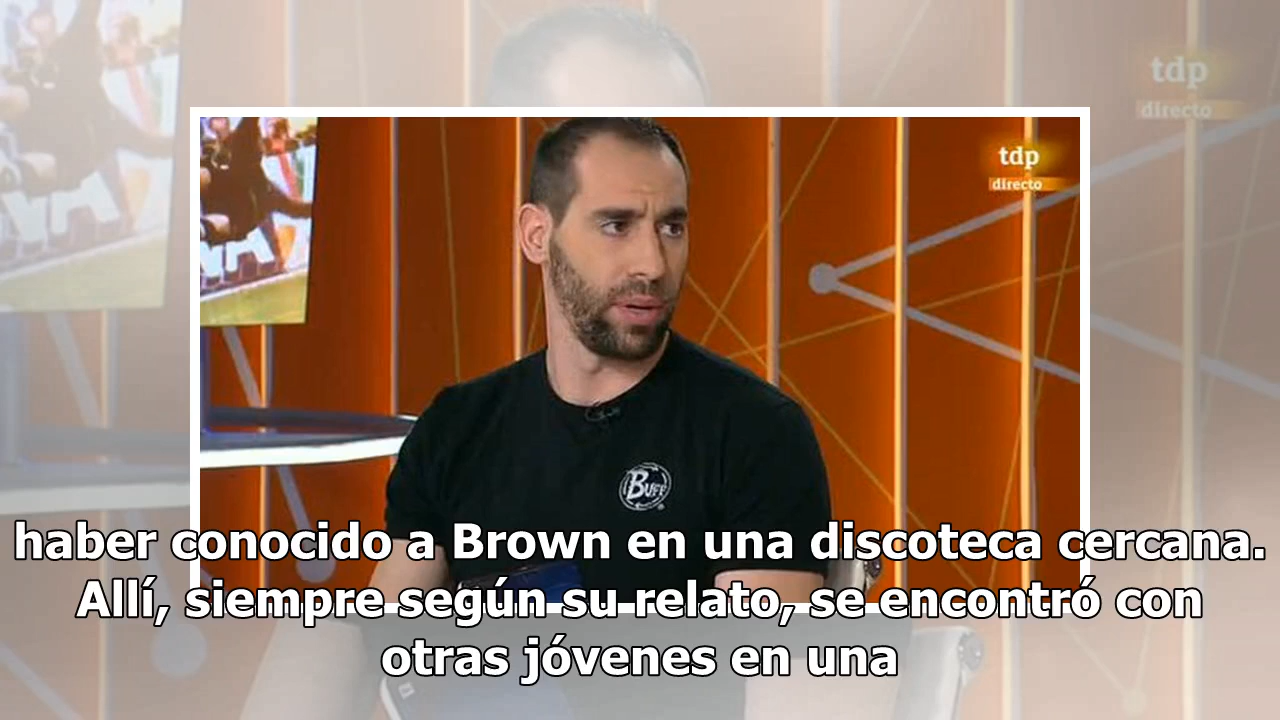 tdp
directo
tdp
directo
BUFF
haber conocido a Brown en una discoteca cercana.
Allí, siempre según su relato, se encontró con
otras jóvenes en una